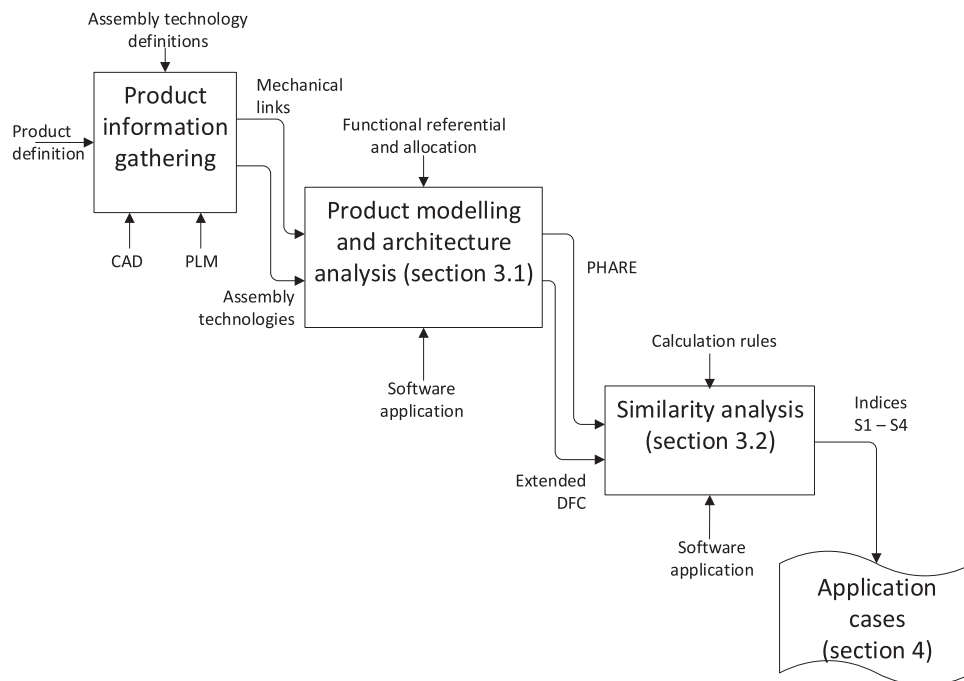 Assembly technology
definitions
Product
information
gathering
Product
definition
CAD
PLM
Mechanical
links
Assembly
technologies
Functional referential
and allocation
Product modelling
and architecture
analysis (section 3.1)
Software
application
PHARE
Extended
DFC
Calculation rules
Similarity analysis
(section 3.2)
Software
application
Indices
S1 – S4
Application
cases
(section 4)